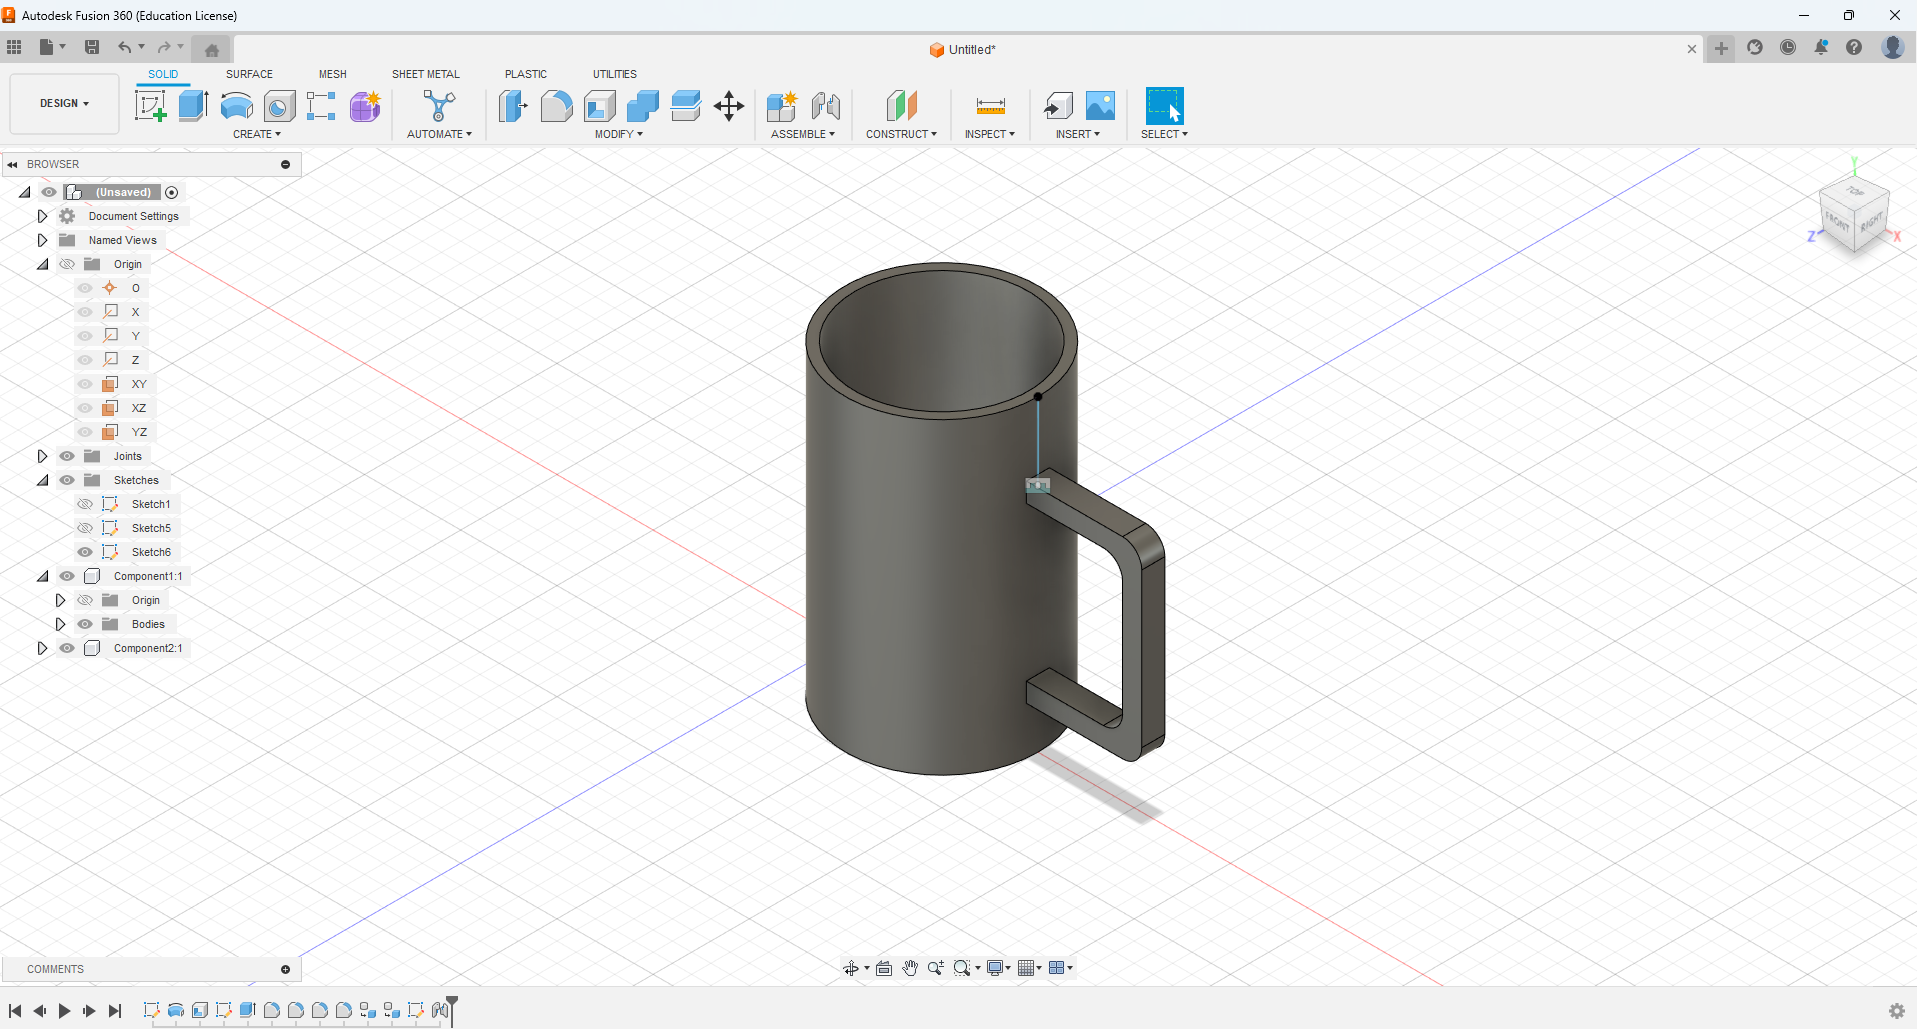 Autodesk Fusion 360 (Education License)
Untitled*
SOLID SURFACE MESH SHEET METAL PLASTIC UTILITIES
DESIGN
CREATE AUTOMATE MODIFY ASSEMBLE CONSTRUCT INSPECT INSERT SELECT
BROWSER
(Unsaved)
Document Settings
Named Views
Origin
O
X
Y
Z
XY
XZ
YZ
Joints
Sketches
Sketch1
Sketch5
Sketch6
Component1:1
Origin
Bodies
Component2:1
Y
TOP
FRONT RIGHT
Z X
COMMENTS